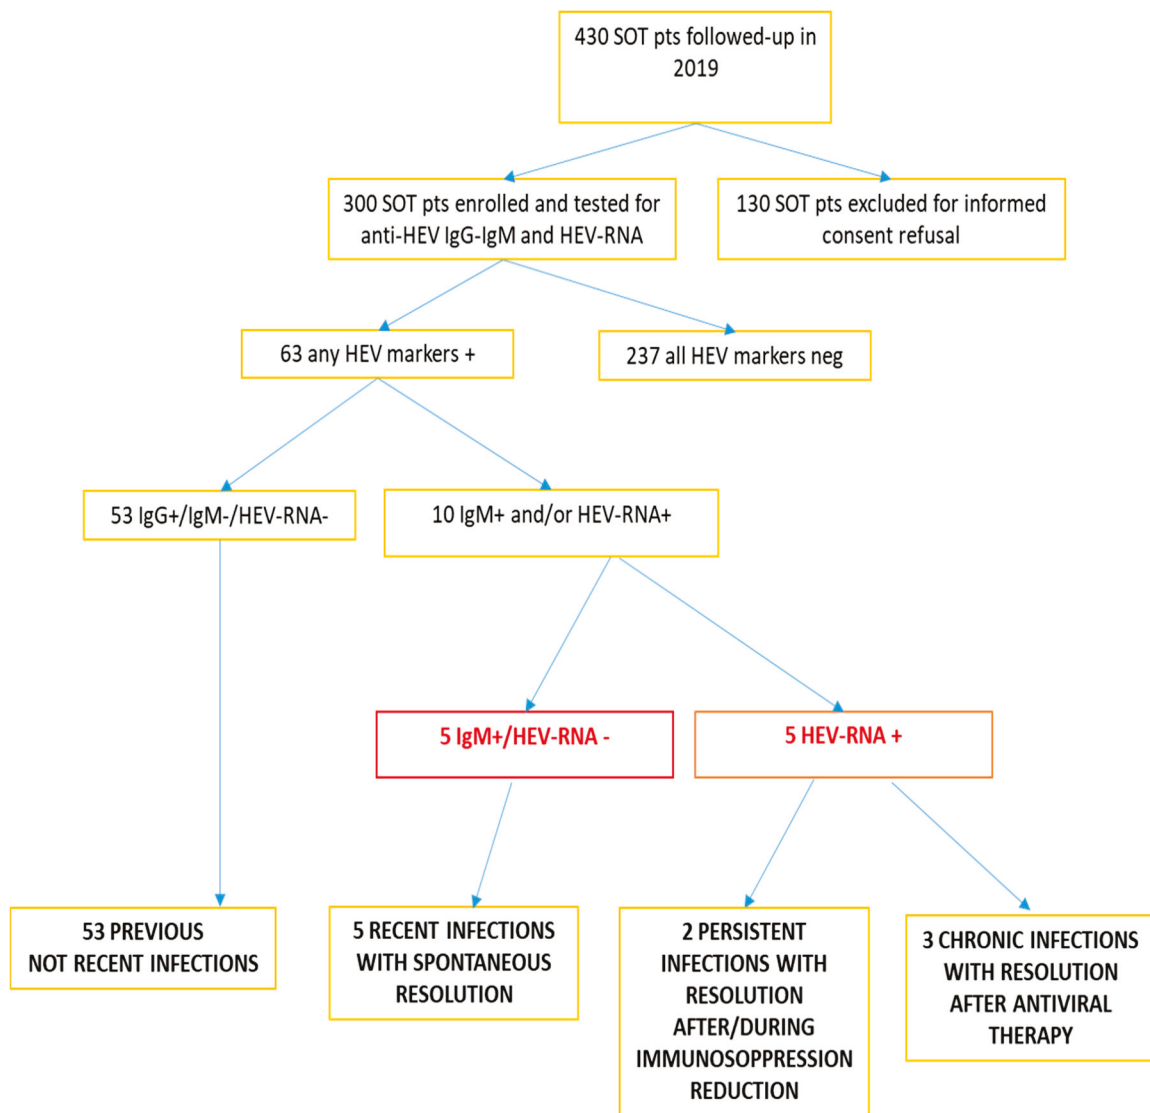 430 SOT pts followed-up in
2019
300 SOT pts enrolled and tested for
anti-HEV IgG-IgM and HEV-RNA
130 SOT pts excluded for informed
consent refusal
63 any HEV markers +
237 all HEV markers neg
53 IgG+/IgM-/HEV-RNA-
10 IgM+ and/or HEV-RNA+
5 IgM+/HEV-RNA -
5 HEV-RNA +
53 PREVIOUS
NOT RECENT INFECTIONS
5 RECENT INFECTIONS
WITH SPONTANEOUS
RESOLUTION
2 PERSISTENT
INFECTIONS WITH
RESOLUTION
AFTER/DURING
IMMUNOSOPPRESSION
REDUCTION
3 CHRONIC INFECTIONS
WITH RESOLUTION
AFTER ANTIVIRAL
THERAPY